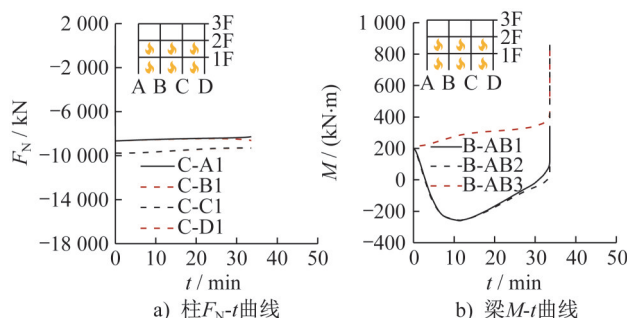 2 000
−2 000
−6 000
−10 000
−14 000
−18 000
F_N / kN
3F
2F
1F
A B C D
C-A1
C-B1
C-C1
C-D1
0 10 20 30 40 50
t / min
a) 柱F_N-t曲线
1 000
800
600
400
200
0
−200
−400
M / (kN·m)
3F
2F
1F
A B C D
B-AB1
B-AB2
B-AB3
0 10 20 30 40 50
t / min
b) 梁M-t曲线